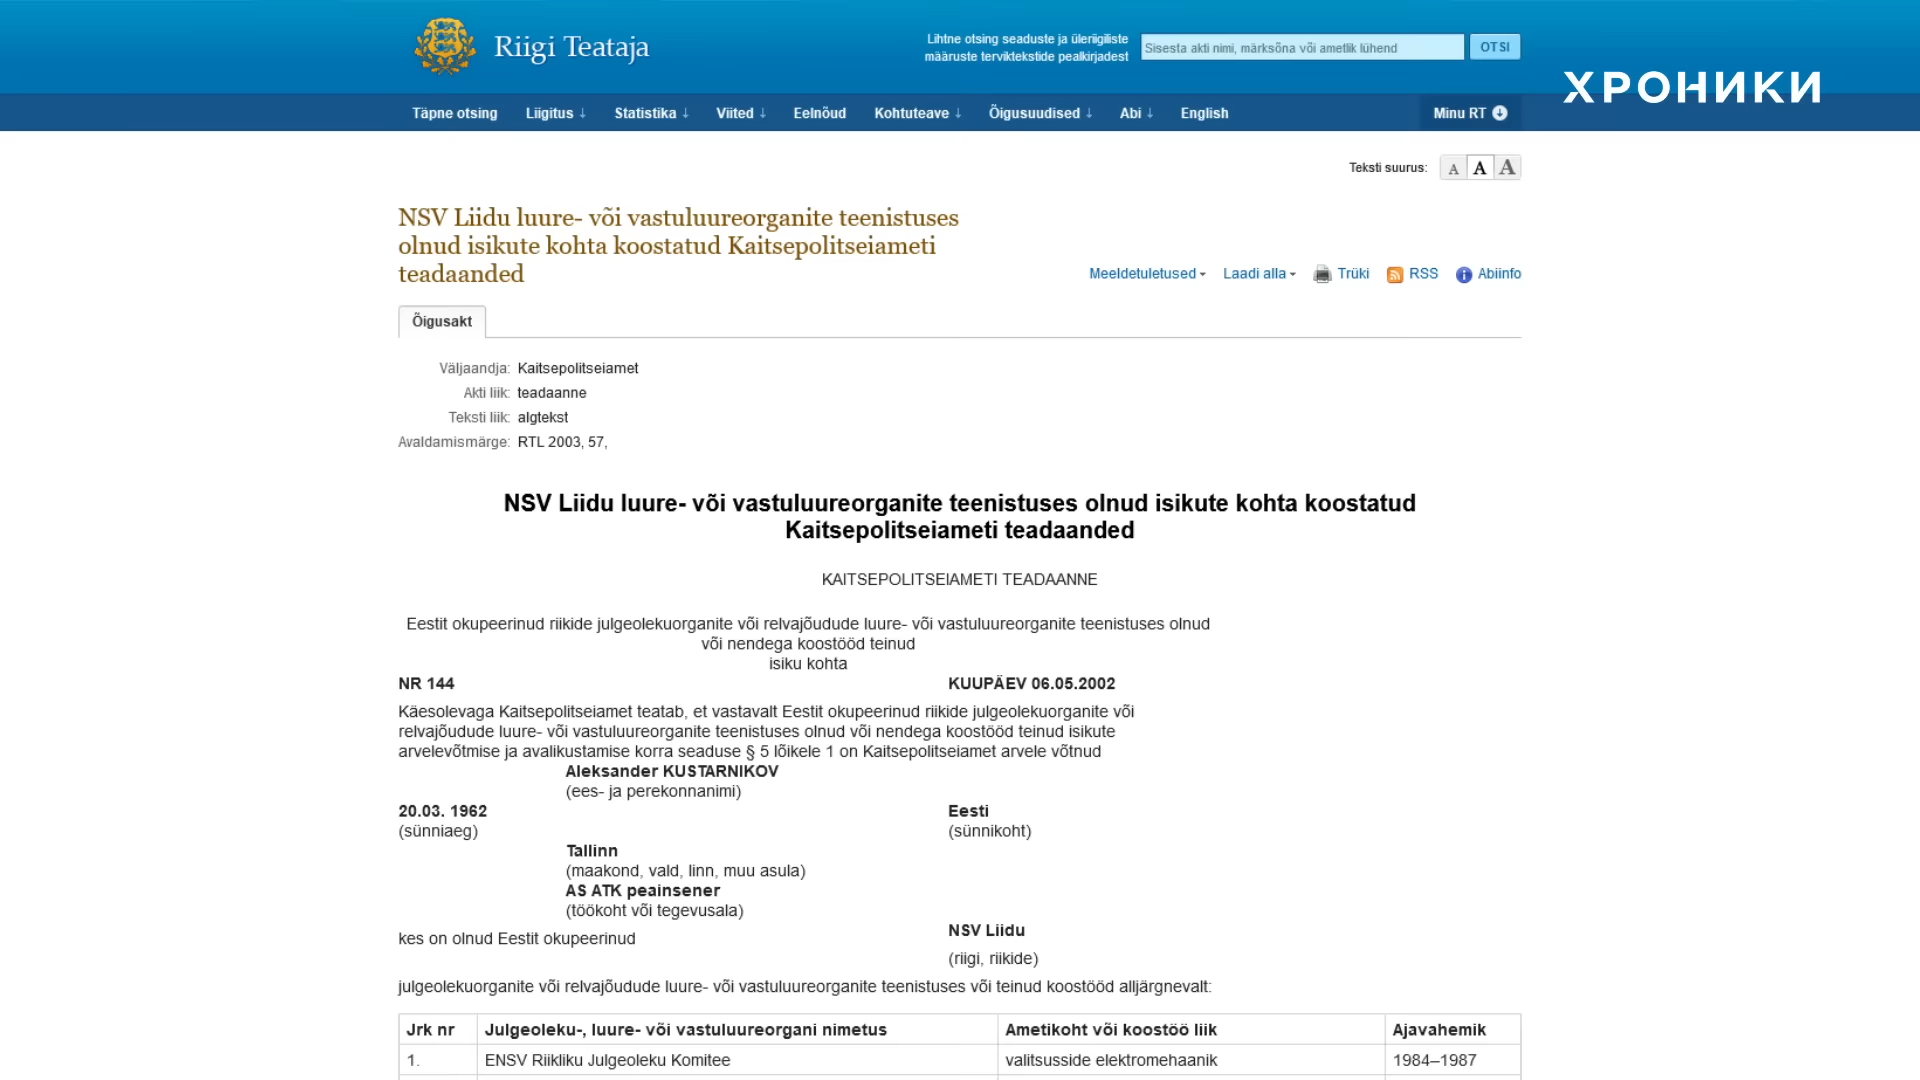 Riigi Teataja
Lihtne otsing seaduste ja üleriigiliste
määruste terviktekstide pealkirjadest
Sisesta akti nimi, märksõna või ametlik lühend
OTSI
ХРОНИКИ
Täpne otsing Liigitus ↓ Statistika ↓ Viited ↓ Eelnõud Kohtuteave ↓ Õigusuudised ↓ Abi ↓ English Minu RT
Teksti suurus: A A A
NSV Liidu luure- või vastuluureorganite teenistuses
olnud isikute kohta koostatud Kaitsepolitseiameti
teadaanded
Meeldetuletused Laadi alla Trüki RSS Abiinfo
Õigusakt
Väljaandja: Kaitsepolitseiamet
Akti liik: teadaanne
Teksti liik: algtekst
Avaldamismärge: RTL 2003, 57,
NSV Liidu luure- või vastuluureorganite teenistuses olnud isikute kohta koostatud
Kaitsepolitseiameti teadaanded
KAITSEPOLITSEIAMETI TEADAANNE
Eestit okupeerinud riikide julgeolekuorganite või relvajõudude luure- või vastuluureorganite teenistuses olnud
või nendega koostööd teinud
isiku kohta
NR 144 KUUPÄEV 06.05.2002
Käesolevaga Kaitsepolitseiamet teatab, et vastavalt Eestit okupeerinud riikide julgeolekuorganite või
relvajõudude luure- või vastuluureorganite teenistuses olnud või nendega koostööd teinud isikute
arvelevõtmise ja avalikustamise korra seaduse § 5 lõikele 1 on Kaitsepolitseiamet arvele võtnud
Aleksander KUSTARNIKOV
(ees- ja perekonnanimi)
20.03. 1962 Eesti
(sünniaeg) (sünnikoht)
Tallinn
(maakond, vald, linn, muu asula)
AS ATK peainsener
(töökoht või tegevusala)
kes on olnud Eestit okupeerinud NSV Liidu
(riigi, riikide)
julgeolekuorganite või relvajõudude luure- või vastuluureorganite teenistuses või teinud koostööd alljärgnevalt:
Jrk nr Julgeoleku-, luure- või vastuluureorgani nimetus Ametikoht või koostöö liik Ajavahemik
1. ENSV Riikliku Julgeoleku Komitee valitsusside elektromehaanik 1984–1987